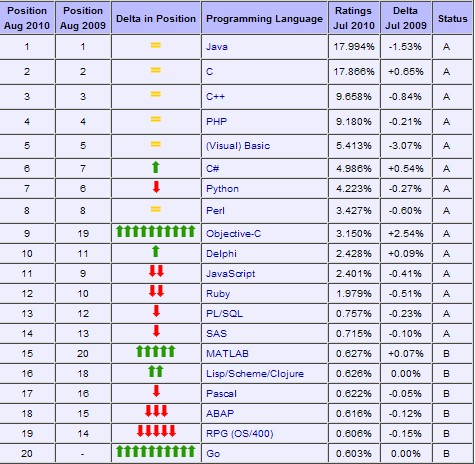 Position Aug 2010 Position Aug 2009 Delta in Position Programming Language Ratings Jul 2010 Delta Jul 2009 Status
1 1 = Java 17.994% -1.53% A
2 2 = C 17.866% +0.65% A
3 3 = C++ 9.658% -0.84% A
4 4 = PHP 9.180% -0.21% A
5 5 = (Visual) Basic 5.413% -3.07% A
6 7 C# 4.986% +0.54% A
7 6 Python 4.223% -0.27% A
8 8 = Perl 3.427% -0.60% A
9 19 Objective-C 3.150% +2.54% A
10 11 Delphi 2.428% +0.09% A
11 9 JavaScript 2.401% -0.41% A
12 10 Ruby 1.979% -0.51% A
13 12 PL/SQL 0.757% -0.23% A
14 13 SAS 0.715% -0.10% A
15 20 MATLAB 0.627% +0.07% B
16 18 Lisp/Scheme/Clojure 0.626% 0.00% B
17 16 Pascal 0.622% -0.05% B
18 15 ABAP 0.616% -0.12% B
19 14 RPG (OS/400) 0.606% -0.15% B
20 - Go 0.603% 0.00% B